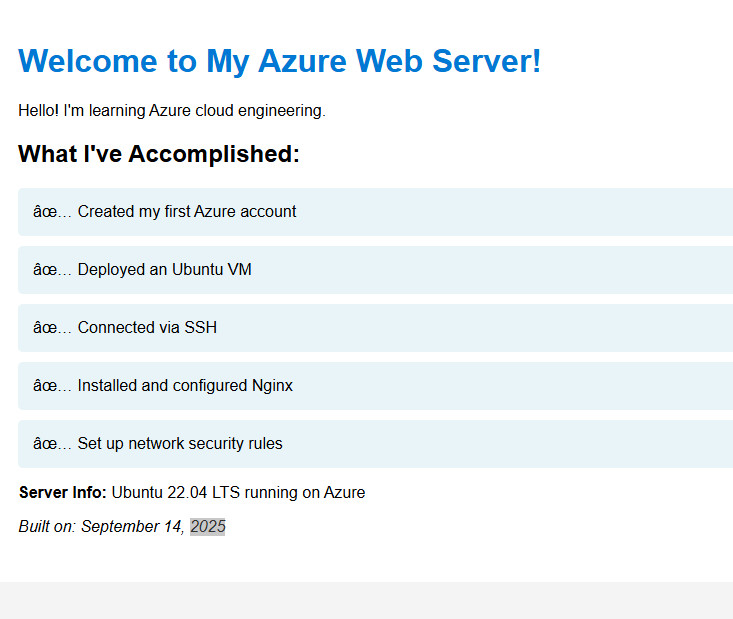 Welcome to My Azure Web Server!
Hello! I'm learning Azure cloud engineering.
What I've Accomplished:
âœ… Created my first Azure account
âœ… Deployed an Ubuntu VM
âœ… Connected via SSH
âœ… Installed and configured Nginx
âœ… Set up network security rules
Server Info: Ubuntu 22.04 LTS running on Azure
Built on: September 14, 2025